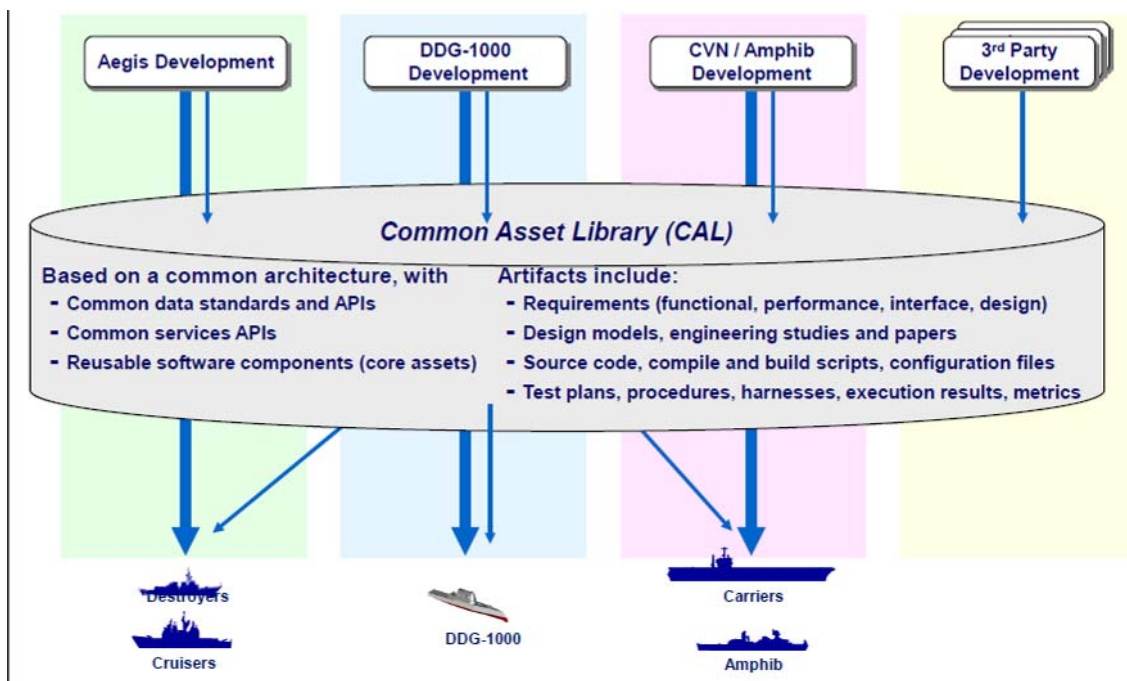 Aegis Development
DDG-1000
Development
CVN / Amphib
Development
3rd Party
Development
Common Asset Library (CAL)
Based on a common architecture, with
- Common data standards and APIs
- Common services APIs
- Reusable software components (core assets)
Artifacts include:
- Requirements (functional, performance, interface, design)
- Design models, engineering studies and papers
- Source code, compile and build scripts, configuration files
- Test plans, procedures, harnesses, execution results, metrics
Destroyers
Cruisers
DDG-1000
Carriers
Amphib